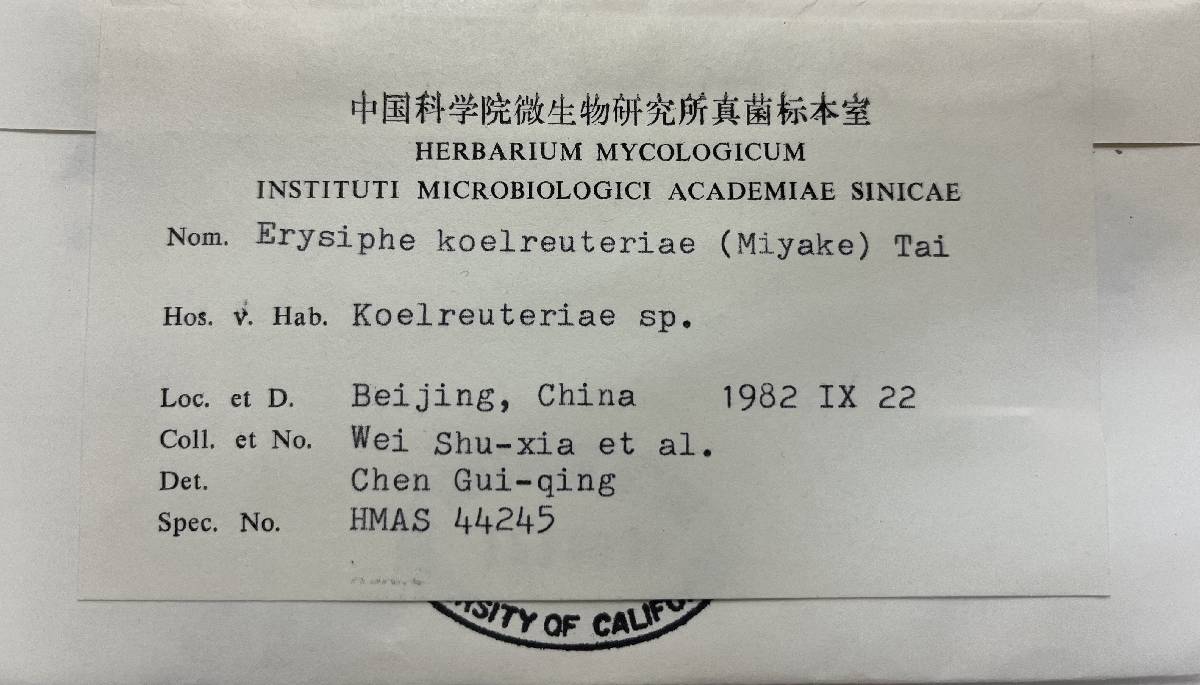 中国科学院微生物研究所真菌标本室
HERBARIUM MYCOLOGICUM
INSTITUTI MICROBIOLOGICI ACADEMIAE SINICAE
Nom. Erysiphe koelreuteriae (Miyake) Tai
Hos. v. Hab. Koelreuteriae sp.
Loc. et D. Beijing, China 1982 IX 22
Coll. et No. Wei Shu-xia et al.
Det. Chen Gui-qing
Spec. No. HMAS 44245
OF